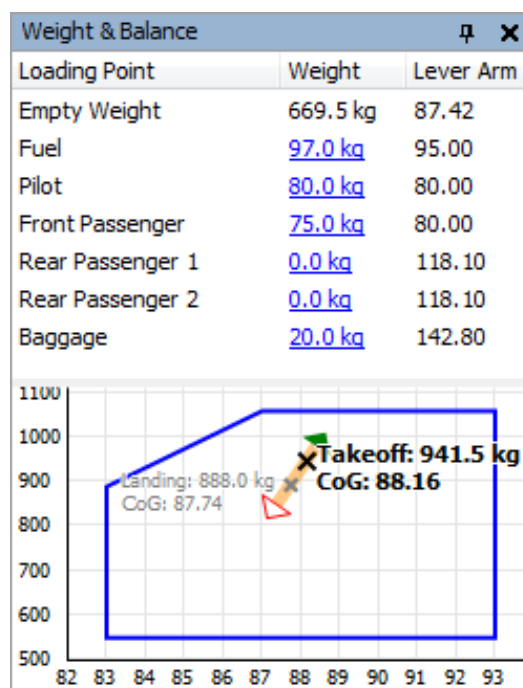 Weight & Balance
Loading Point Weight Lever Arm
Empty Weight 669.5 kg 87.42
Fuel 97.0 kg 95.00
Pilot 80.0 kg 80.00
Front Passenger 75.0 kg 80.00
Rear Passenger 1 0.0 kg 118.10
Rear Passenger 2 0.0 kg 118.10
Baggage 20.0 kg 142.80
1100
1000
Takeoff: 941.5 kg
CoG: 88.16
900
Landing: 888.0 kg
CoG: 87.74
800
700
600
500
82 83 84 85 86 87 88 89 90 91 92 93